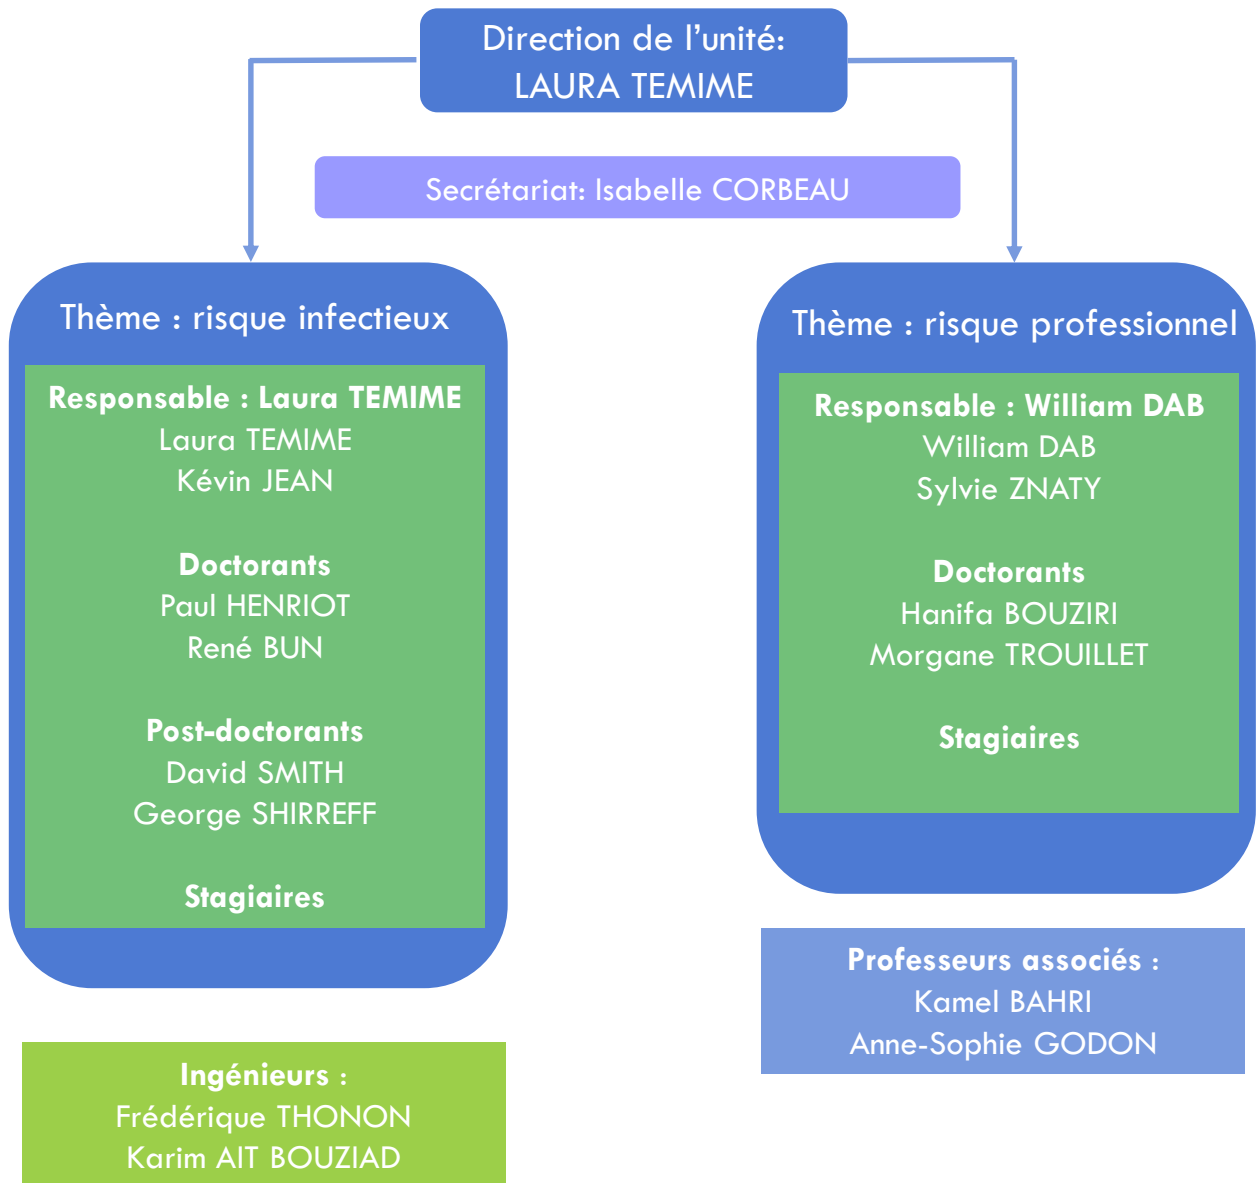 Direction de l’unité:
LAURA TEMIME
Secrétariat: Isabelle CORBEAU
Thème : risque infectieux
Responsable : Laura TEMIME
Laura TEMIME
Kévin JEAN
Doctorants
Paul HENRIOT
René BUN
Post-doctorants
David SMITH
George SHIRREFF
Stagiaires
Ingénieurs :
Frédérique THONON
Karim AIT BOUZIAD
Thème : risque professionnel
Responsable : William DAB
William DAB
Sylvie ZNATY
Doctorants
Hanifa BOUZIRI
Morgane TROUILLET
Stagiaires
Professeurs associés :
Kamel BAHRI
Anne-Sophie GODON